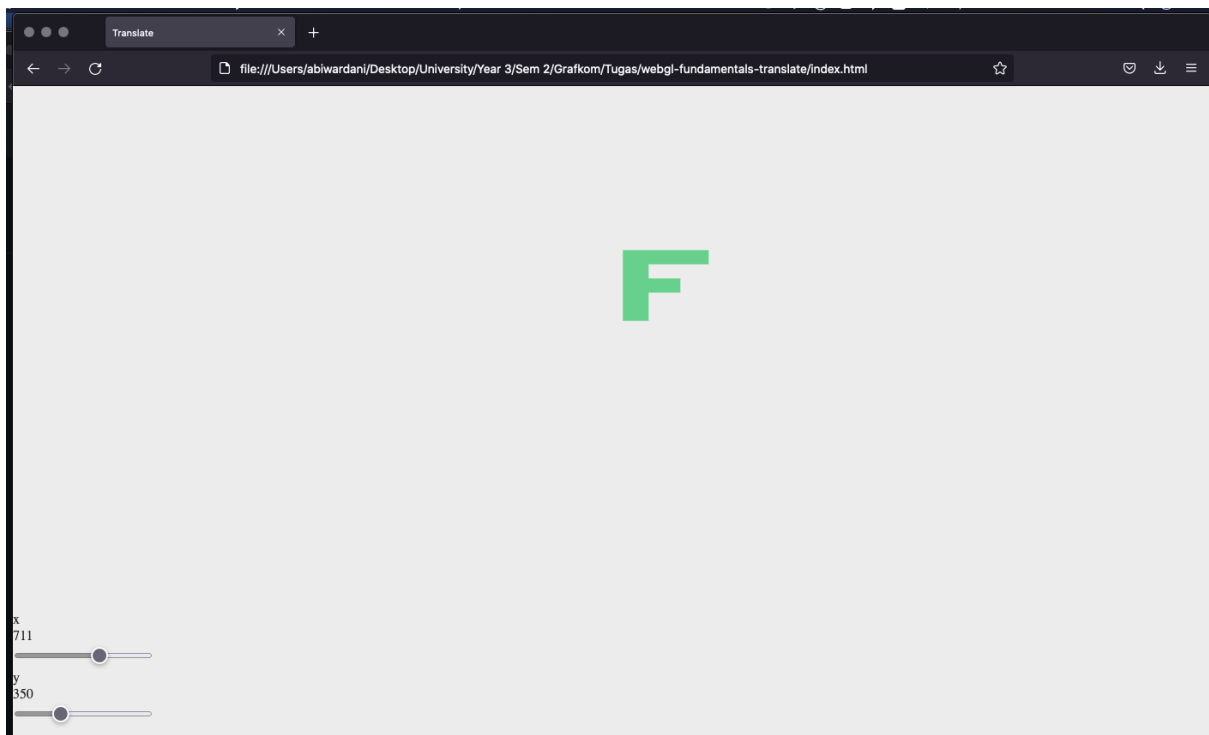 Translate
file:///Users/abiwardani/Desktop/University/Year 3/Sem 2/Grafkom/Tugas/webgl-fundamentals-translate/index.html
F
x
711
y
350